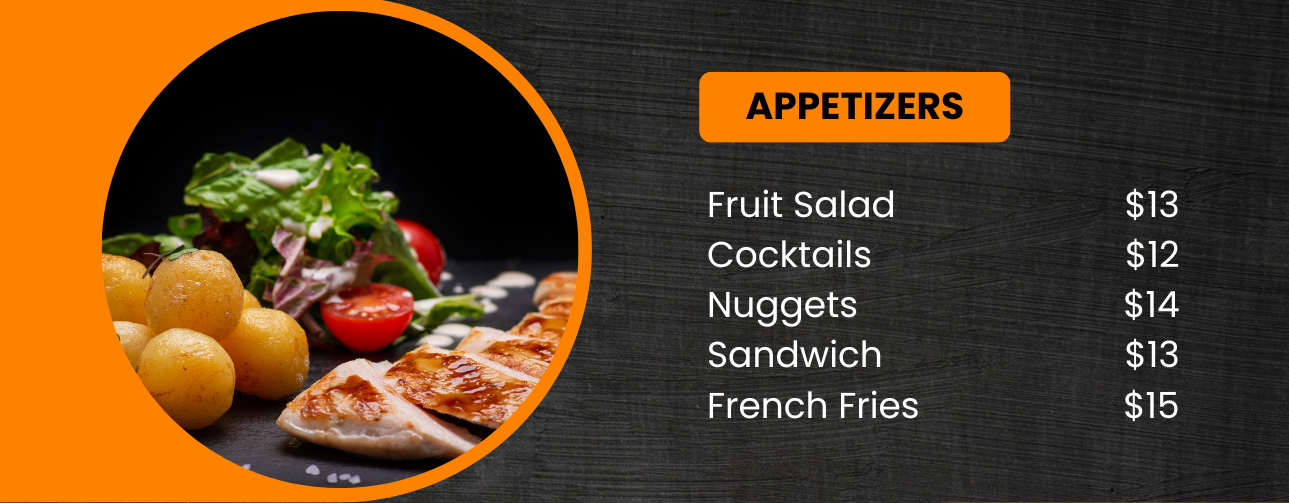 APPETIZERS
Fruit Salad $13
Cocktails $12
Nuggets $14
Sandwich $13
French Fries $15